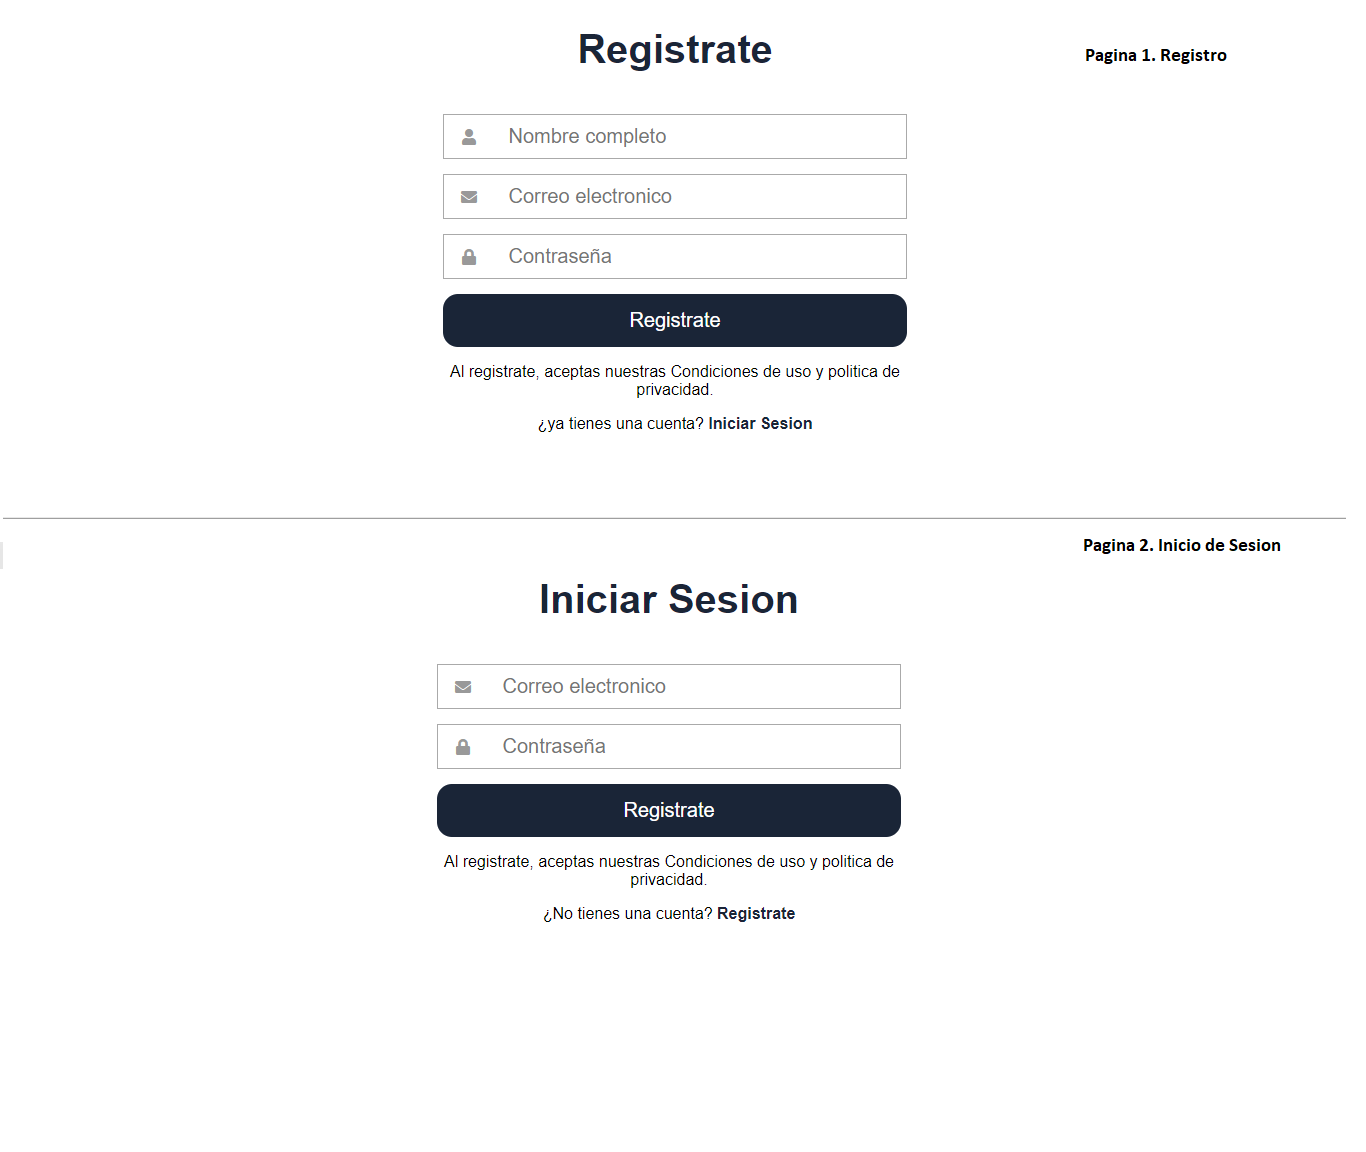 Registrate
Pagina 1. Registro
Nombre completo
Correo electronico
Contraseña
Registrate
Al registrate, aceptas nuestras Condiciones de uso y politica de
privacidad.
¿ya tienes una cuenta? Iniciar Sesion
Pagina 2. Inicio de Sesion
Iniciar Sesion
Correo electronico
Contraseña
Registrate
Al registrate, aceptas nuestras Condiciones de uso y politica de
privacidad.
¿No tienes una cuenta? Registrate